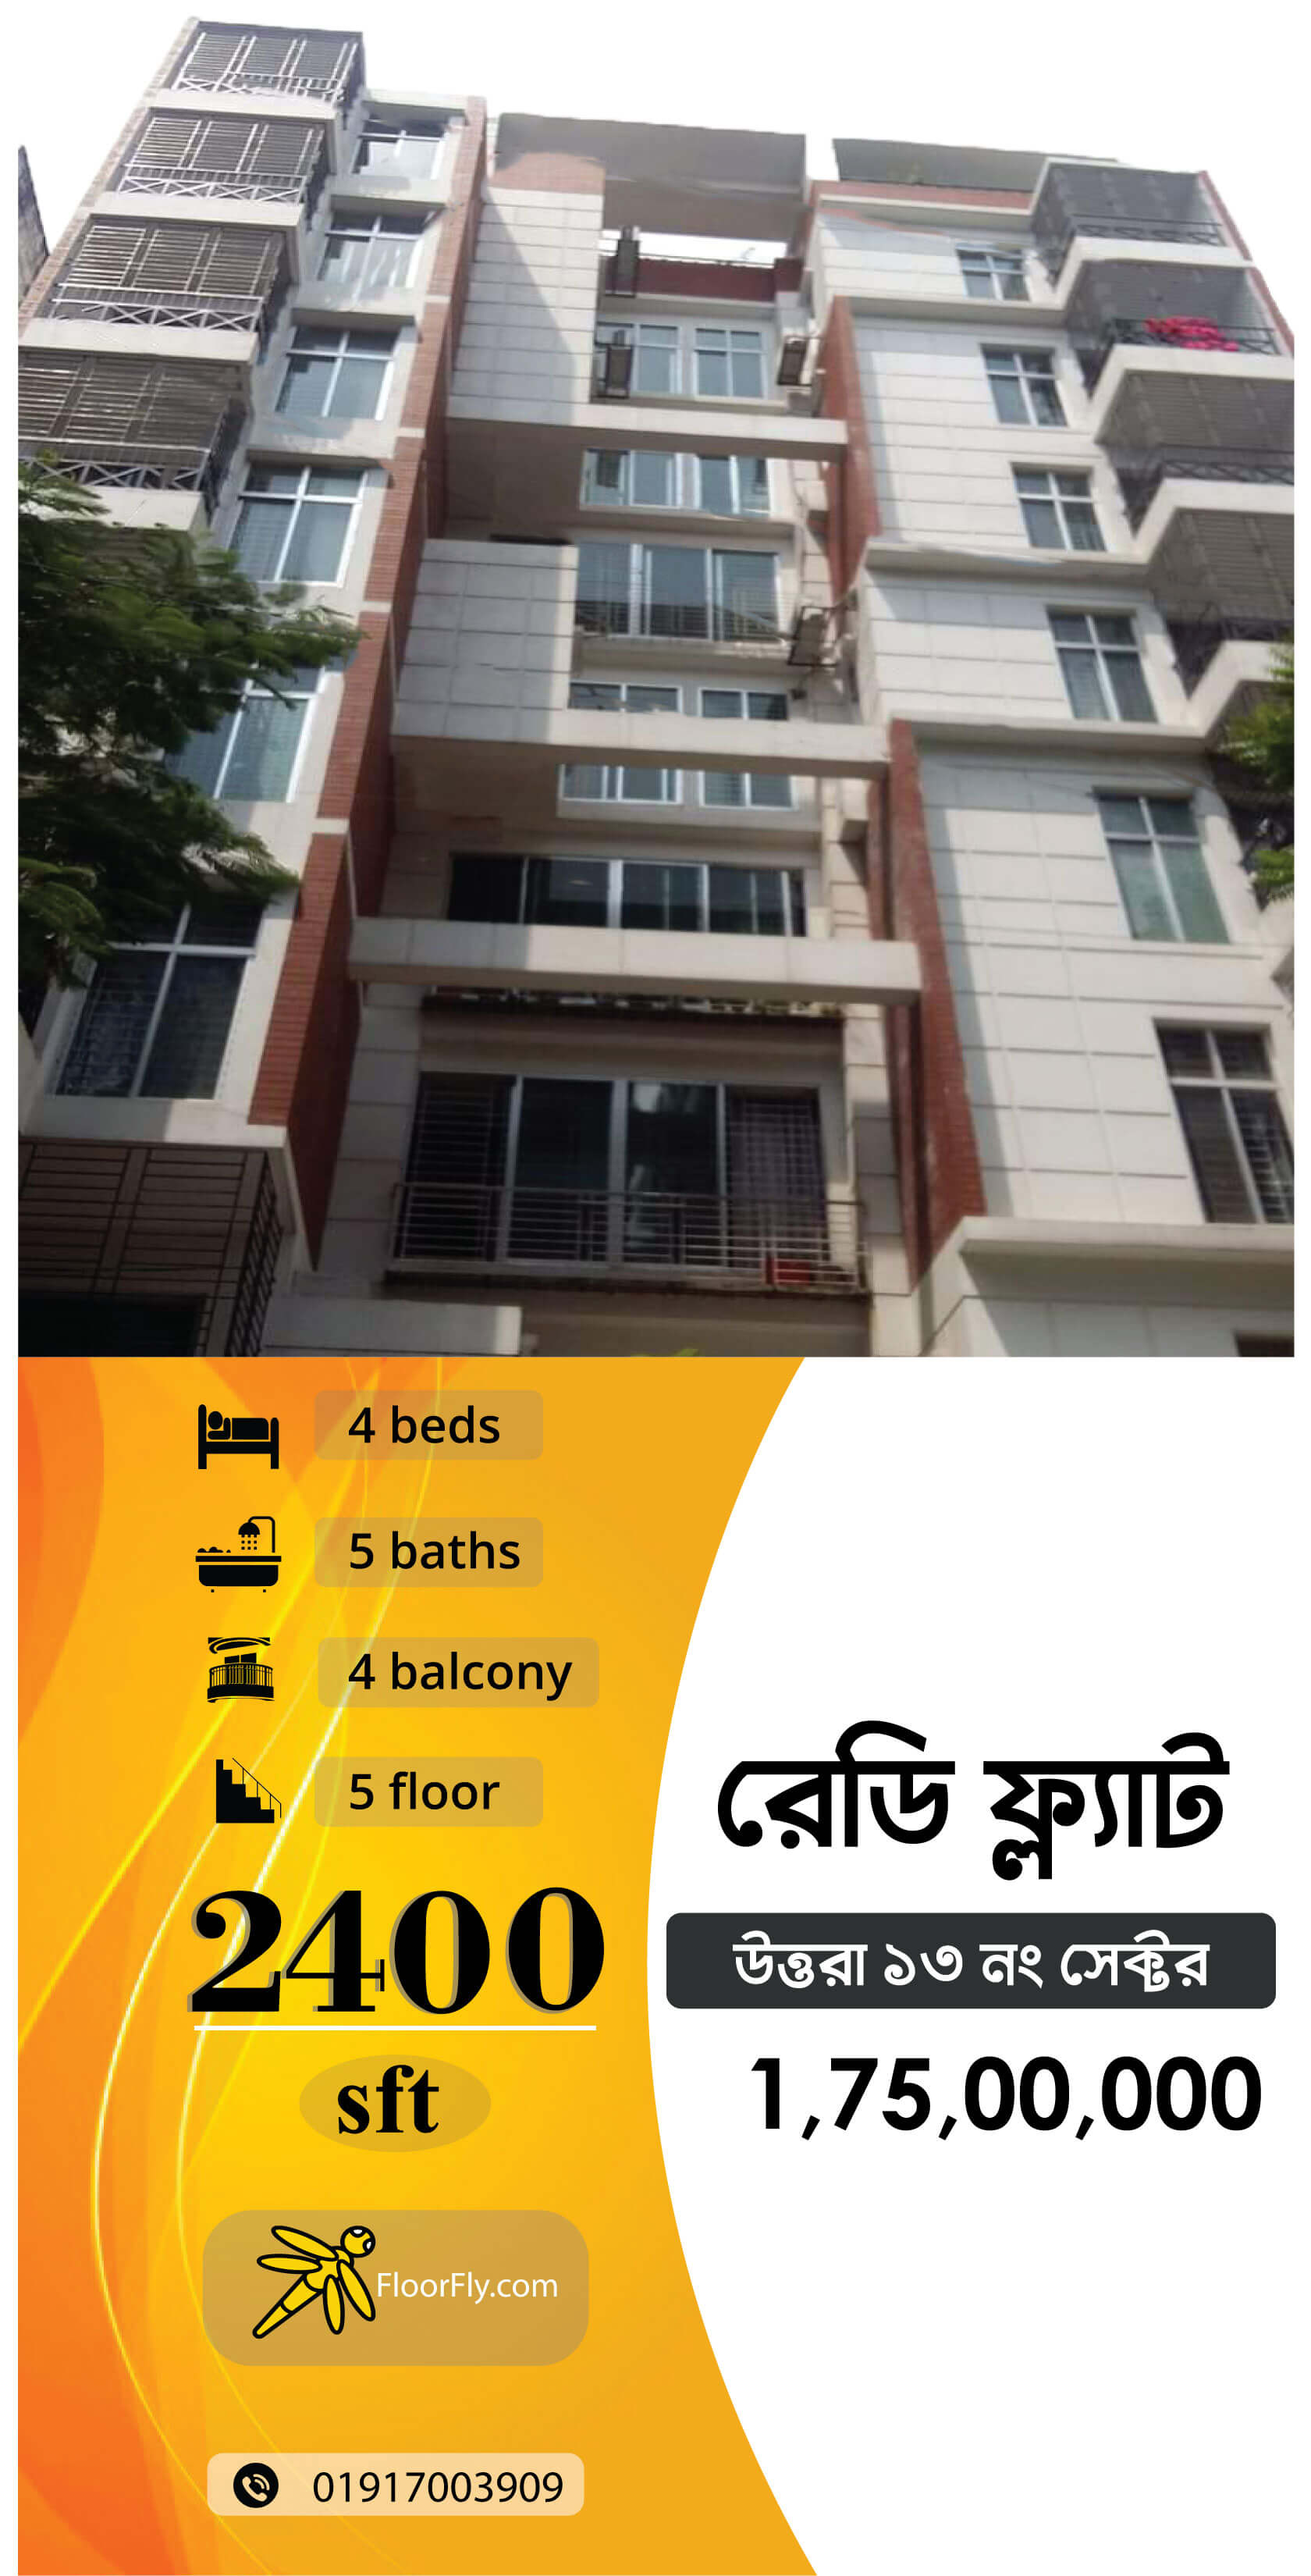 4 beds
5 baths
4 balcony
5 floor
2400
sft
রেডি ফ্ল্যাট
উত্তরা ১৩ নং সেক্টর
1,75,00,000
FloorFly.com
01917003909